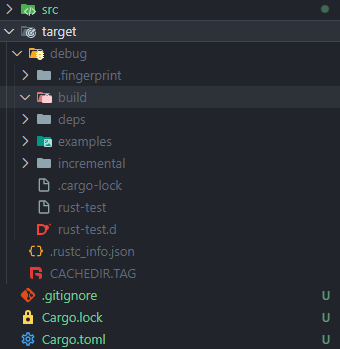 src
target
debug
.fingerprint
build
deps
examples
incremental
.cargo-lock
rust-test
rust-test.d
.rustc_info.json
CACHEDIR.TAG
.gitignore U
Cargo.lock U
Cargo.toml U